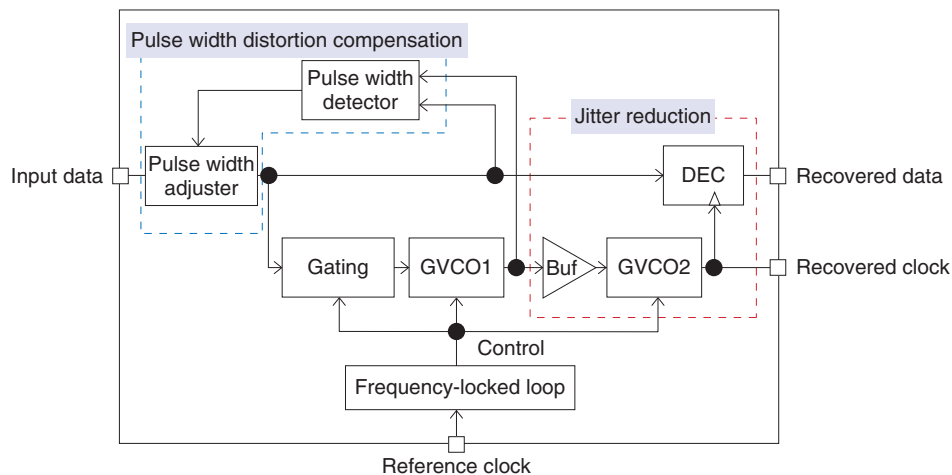 Pulse width distortion compensation
Pulse width
detector
Jitter reduction
Input data
Pulse width
adjuster
DEC
Recovered data
Gating
GVCO1
Buf
GVCO2
Recovered clock
Control
Frequency-locked loop
Reference clock